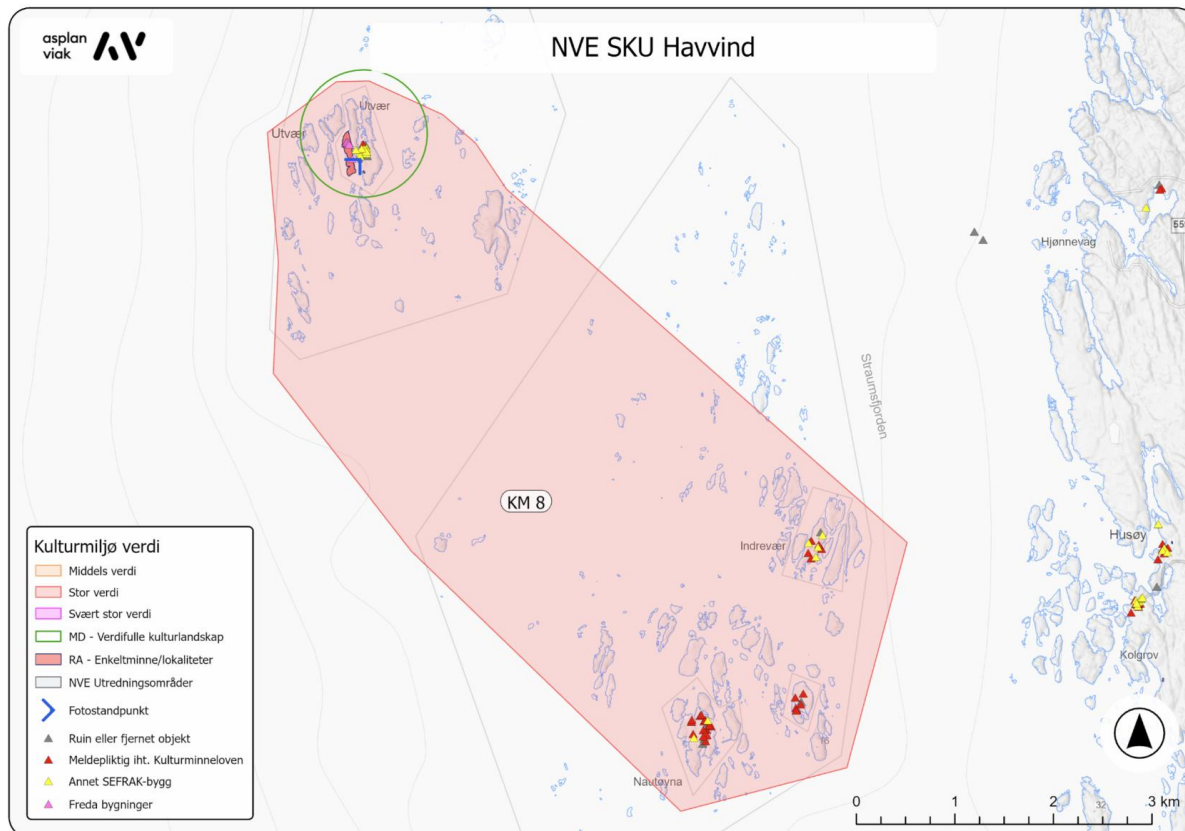 asplan
viak
NVE SKU Havvind
Utvær
Utvær
Hjønnevag
55
Straumsfjorden
KM 8
Indrevær
Husøy
Kolgrov
Nautøyna
Kulturmiljø verdi
Middels verdi
Stor verdi
Svært stor verdi
MD - Verdifulle kulturlandskap
RA - Enkeltminne/lokaliteter
NVE Utredningsområder
Fotostandpunkt
Ruin eller fjernet objekt
Meldepliktig iht. Kulturminneloven
Annet SEFRAK-bygg
Freda bygninger
0 1 2 3 km
32